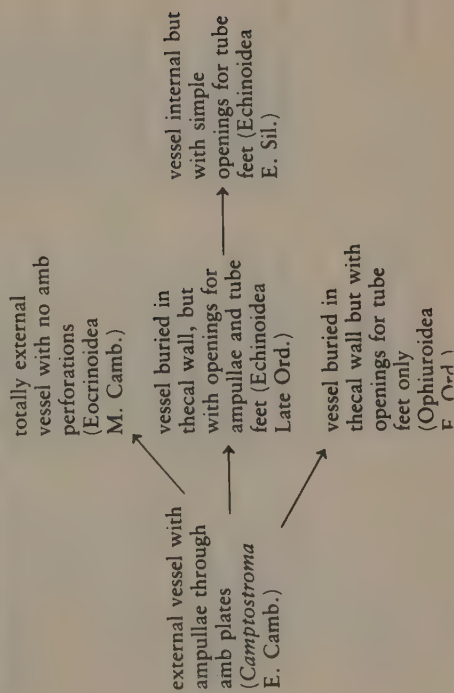 external vessel with
ampullae through
amb plates
(Camptostroma
E. Camb.)
totally external
vessel with no amb
perforations
(Eocrinoidea
M. Camb.)
vessel buried in
thecal wall, but
with openings for
ampullae and tube
feet (Echinoidea
Late Ord.)
vessel buried in
thecal wall but with
openings for tube
feet only
(Ophiuroidea
E. Ord.)
vessel internal but
with simple
openings for tube
feet (Echinoidea
E. Sil.)